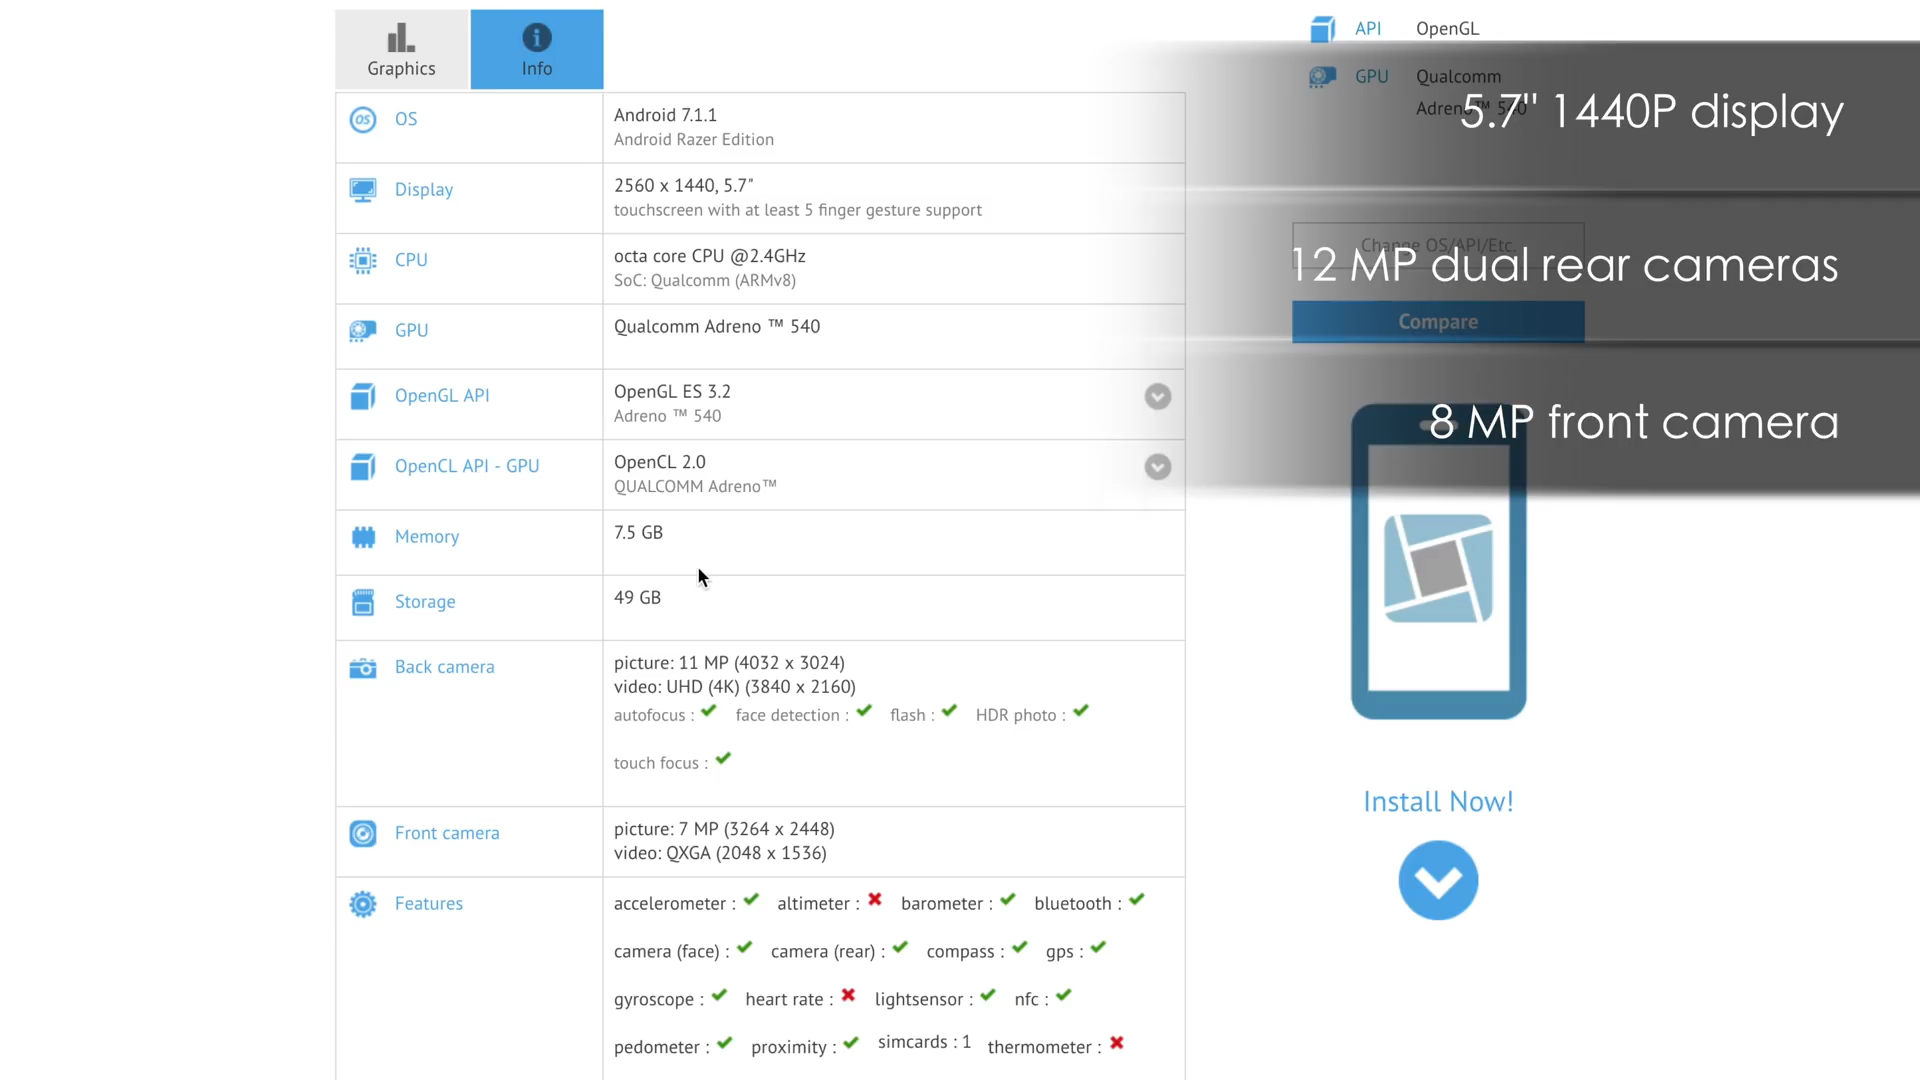 Graphics
Info
OS
Android 7.1.1
Android Razer Edition
Display
2560 x 1440, 5.7"
touchscreen with at least 5 finger gesture support
CPU
octa core CPU @2.4GHz
SoC: Qualcomm (ARMv8)
GPU
Qualcomm Adreno ™ 540
OpenGL API
OpenGL ES 3.2
Adreno ™ 540
OpenCL API - GPU
OpenCL 2.0
QUALCOMM Adreno™
Memory
7.5 GB
Storage
49 GB
Back camera
picture: 11 MP (4032 x 3024)
video: UHD (4K) (3840 x 2160)
autofocus : face detection : flash : HDR photo :
touch focus :
Front camera
picture: 7 MP (3264 x 2448)
video: QXGA (2048 x 1536)
Features
accelerometer : altimeter : barometer : bluetooth :
camera (face) : camera (rear) : compass : gps :
gyroscope : heart rate : lightsensor : nfc :
pedometer : proximity : simcards : 1 thermometer :
API OpenGL
GPU Qualcomm
Adreno ™ 540
5.7" 1440P display
Change OS/API/Etc.
12 MP dual rear cameras
Compare
8 MP front camera
Install Now!